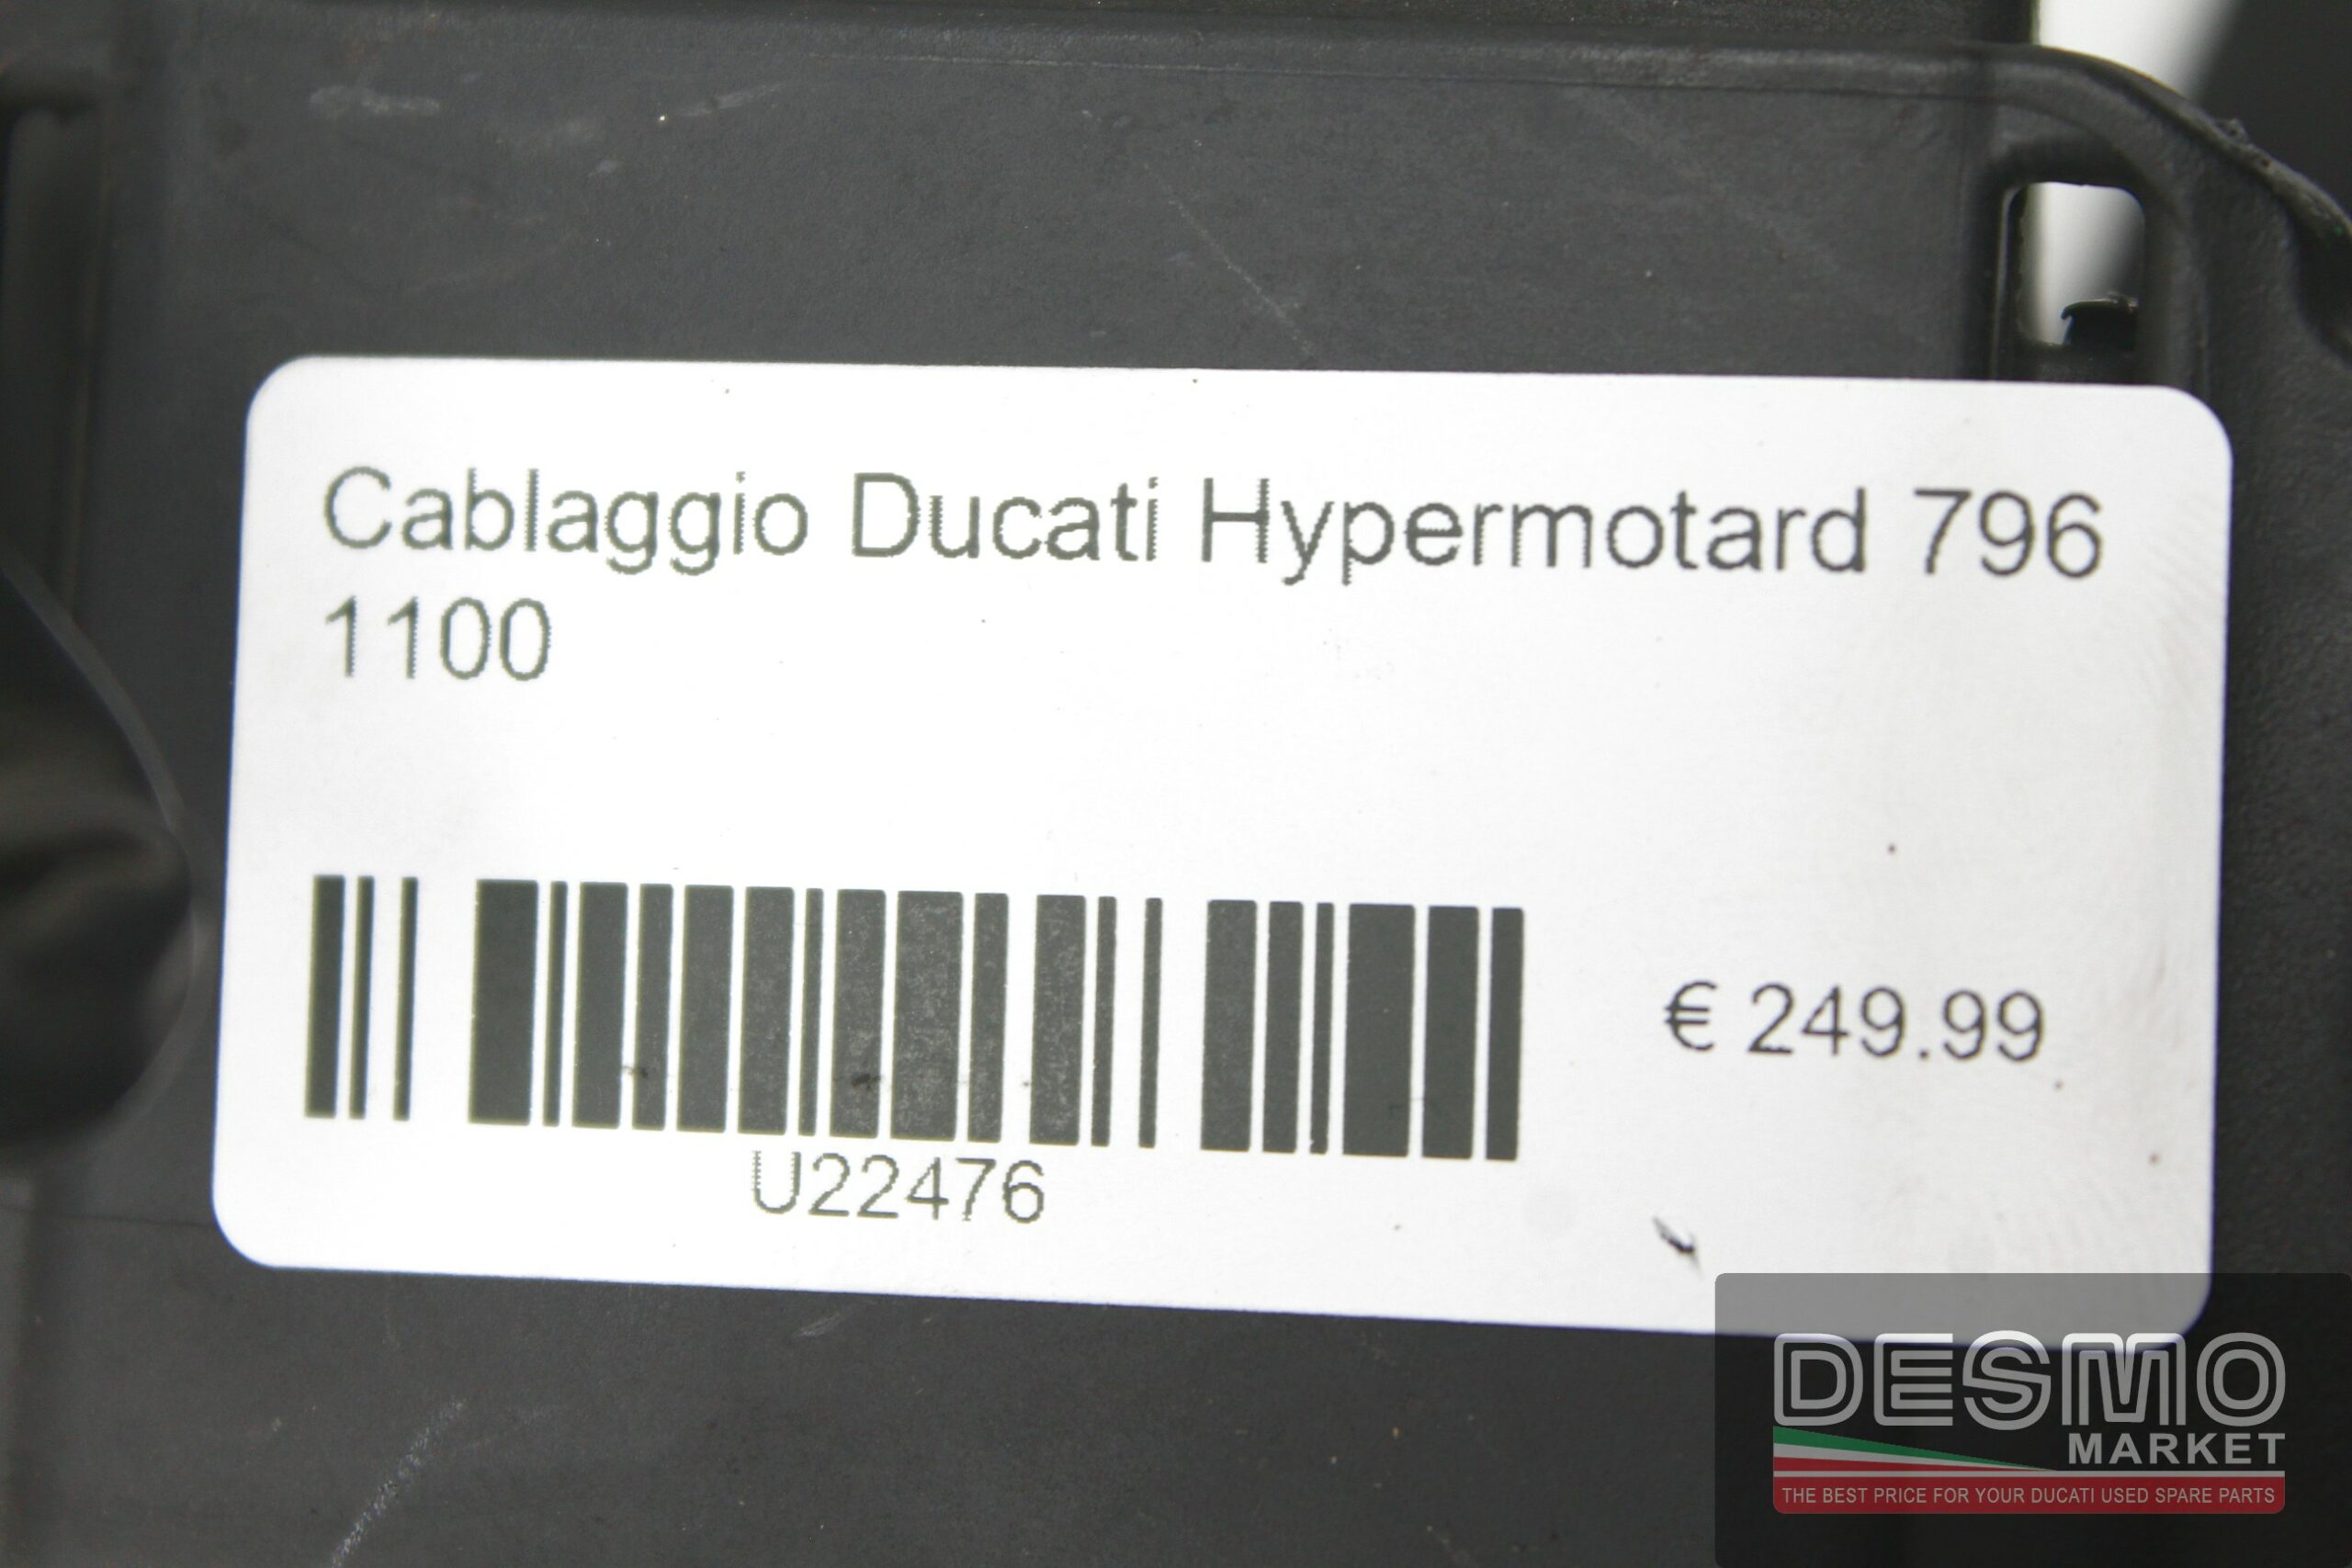 Cablaggio Ducati Hypermotard 796
1100
€ 249.99
U22476
DESMO
MARKET
THE BEST PRICE FOR YOUR DUCATI USED SPARE PARTS